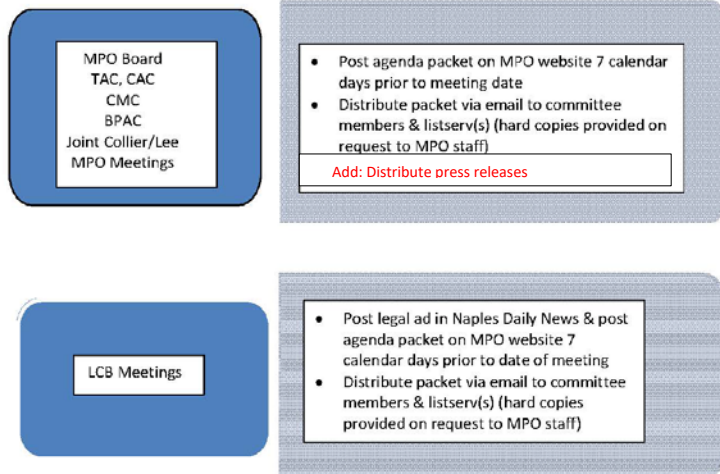 MPO Board
TAC, CAC
CMC
BPAC
Joint Collier/Lee
MPO Meetings
• Post agenda packet on MPO website 7 calendar
days prior to meeting date
• Distribute packet via email to committee
members & listserv(s) (hard copies provided on
request to MPO staff)
Add: Distribute press releases
LCB Meetings
• Post legal ad in Naples Daily News & post
agenda packet on MPO website 7
calendar days prior to date of meeting
• Distribute packet via email to committee
members & listserv(s) (hard copies
provided on request to MPO staff)